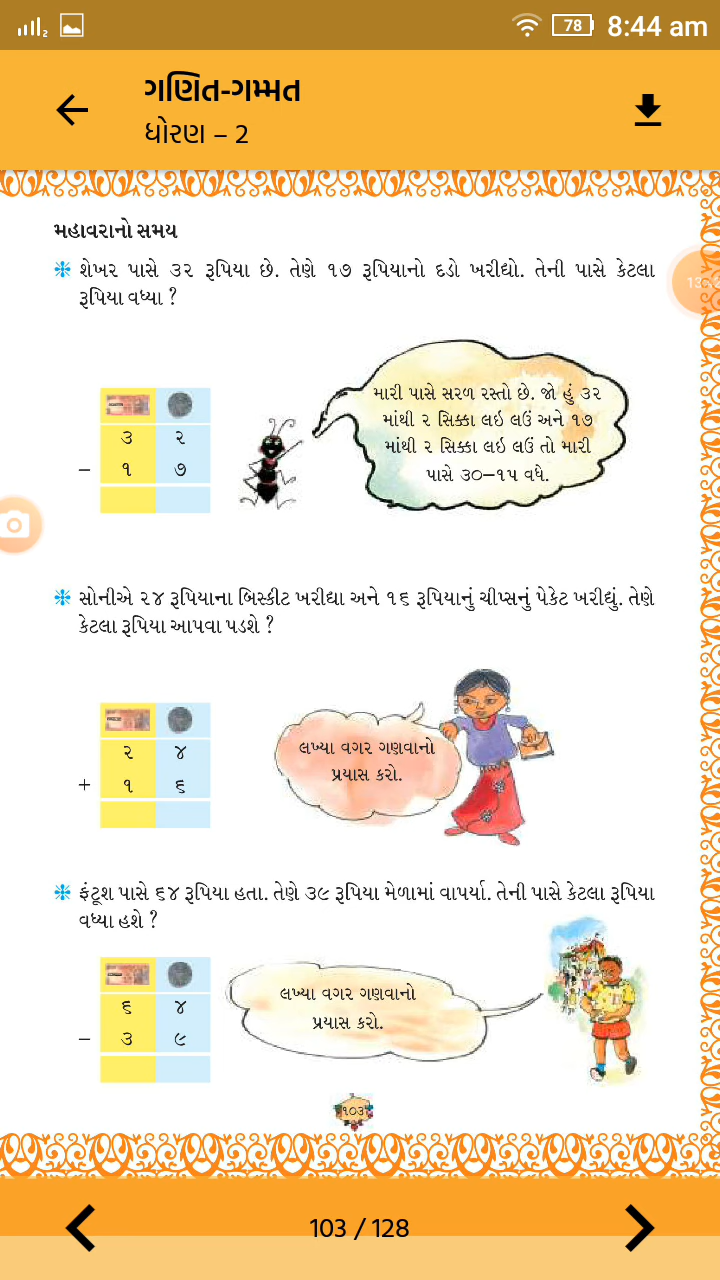 2
78
8:44 am
ગણિત-ગમ્મત
ધોરણ – 2
મહાવરાનો સમય
શેખર પાસે ૩૨ રૂપિયા છે. તેણે ૧૭ રૂપિયાનો દડો ખરીદ્યો. તેની પાસે કેટલા
રૂપિયા વધ્યા ?
મારી પાસે સરળ રસ્તો છે. જો હું ૩૨
માંથી ૨ સિક્કા લઇ લઉં અને ૧૭
માંથી ૨ સિક્કા લઇ લઉં તો મારી
પાસે ૩૦–૧૫ વધે.
૩ ૨
– ૧ ૭
સોનીએ ૨૪ રૂપિયાના બિસ્કીટ ખરીદ્યા અને ૧૬ રૂપિયાનું ચીપ્સનું પેકેટ ખરીદ્યું. તેણે
કેટલા રૂપિયા આપવા પડશે ?
૨ ૪
+ ૧ ૬
લખ્યા વગર ગણવાનો
પ્રયાસ કરો.
ફંટૂશ પાસે ૬૪ રૂપિયા હતા. તેણે ૩૯ રૂપિયા મેળામાં વાપર્યા. તેની પાસે કેટલા રૂપિયા
વધ્યા હશે ?
૬ ૪
– ૩ ૯
લખ્યા વગર ગણવાનો
પ્રયાસ કરો.
૧૦૩
103 / 128